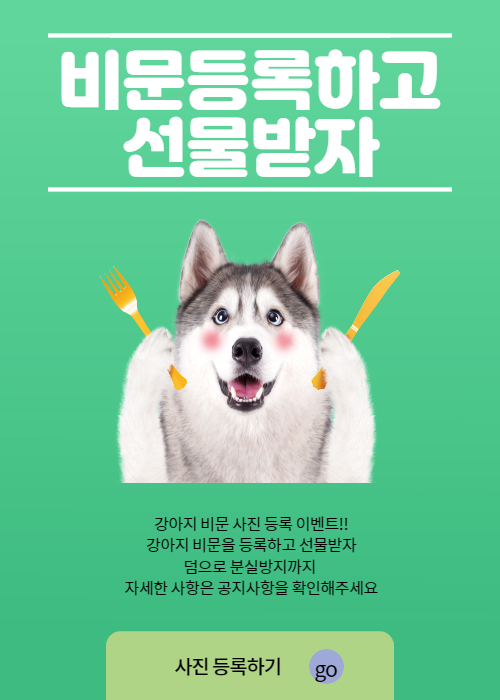 비문등록하고
선물받자
강아지 비문 사진 등록 이벤트!!
강아지 비문을 등록하고 선물받자
덤으로 분실방지까지
자세한 사항은 공지사항을 확인해주세요
사진 등록하기 go